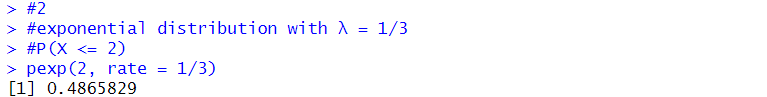 > #2
> #exponential distribution with λ = 1/3
> #P(X <= 2)
> pexp(2, rate = 1/3)
[1] 0.4865829